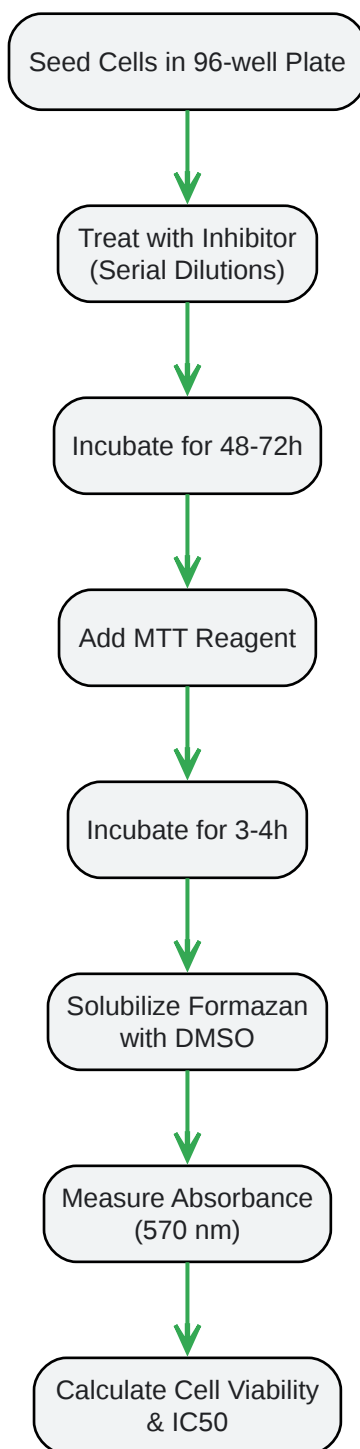 Seed Cells in 96-well Plate
Treat with Inhibitor
(Serial Dilutions)
Incubate for 48-72h
Add MTT Reagent
Incubate for 3-4h
Solubilize Formazan
with DMSO
Measure Absorbance
(570 nm)
Calculate Cell Viability
& IC50